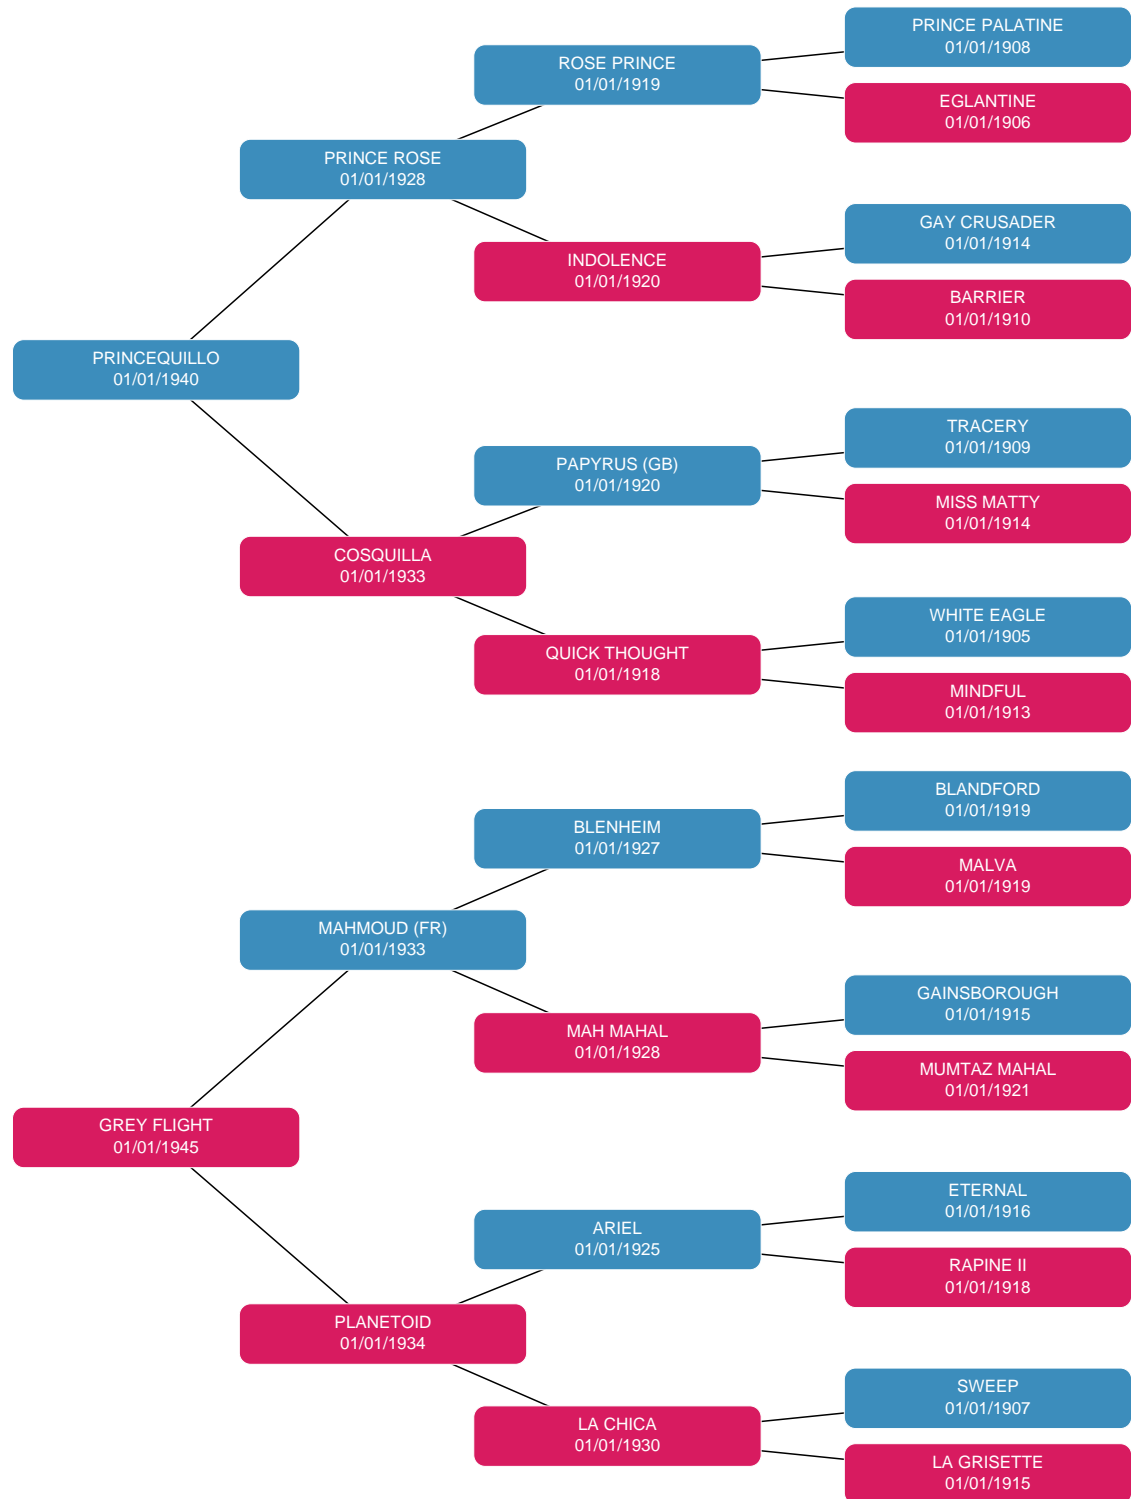 PRINCE PALATINE
01/01/1908
ROSE PRINCE
01/01/1919
EGLANTINE
01/01/1906
PRINCE ROSE
01/01/1928
GAY CRUSADER
01/01/1914
INDOLENCE
01/01/1920
BARRIER
01/01/1910
PRINCEQUILLO
01/01/1940
TRACERY
01/01/1909
PAPYRUS (GB)
01/01/1920
MISS MATTY
01/01/1914
COSQUILLA
01/01/1933
WHITE EAGLE
01/01/1905
QUICK THOUGHT
01/01/1918
MINDFUL
01/01/1913
BLANDFORD
01/01/1919
BLENHEIM
01/01/1927
MALVA
01/01/1919
MAHMOUD (FR)
01/01/1933
GAINSBOROUGH
01/01/1915
MAH MAHAL
01/01/1928
MUMTAZ MAHAL
01/01/1921
GREY FLIGHT
01/01/1945
ETERNAL
01/01/1916
ARIEL
01/01/1925
RAPINE II
01/01/1918
PLANETOID
01/01/1934
SWEEP
01/01/1907
LA CHICA
01/01/1930
LA GRISETTE
01/01/1915